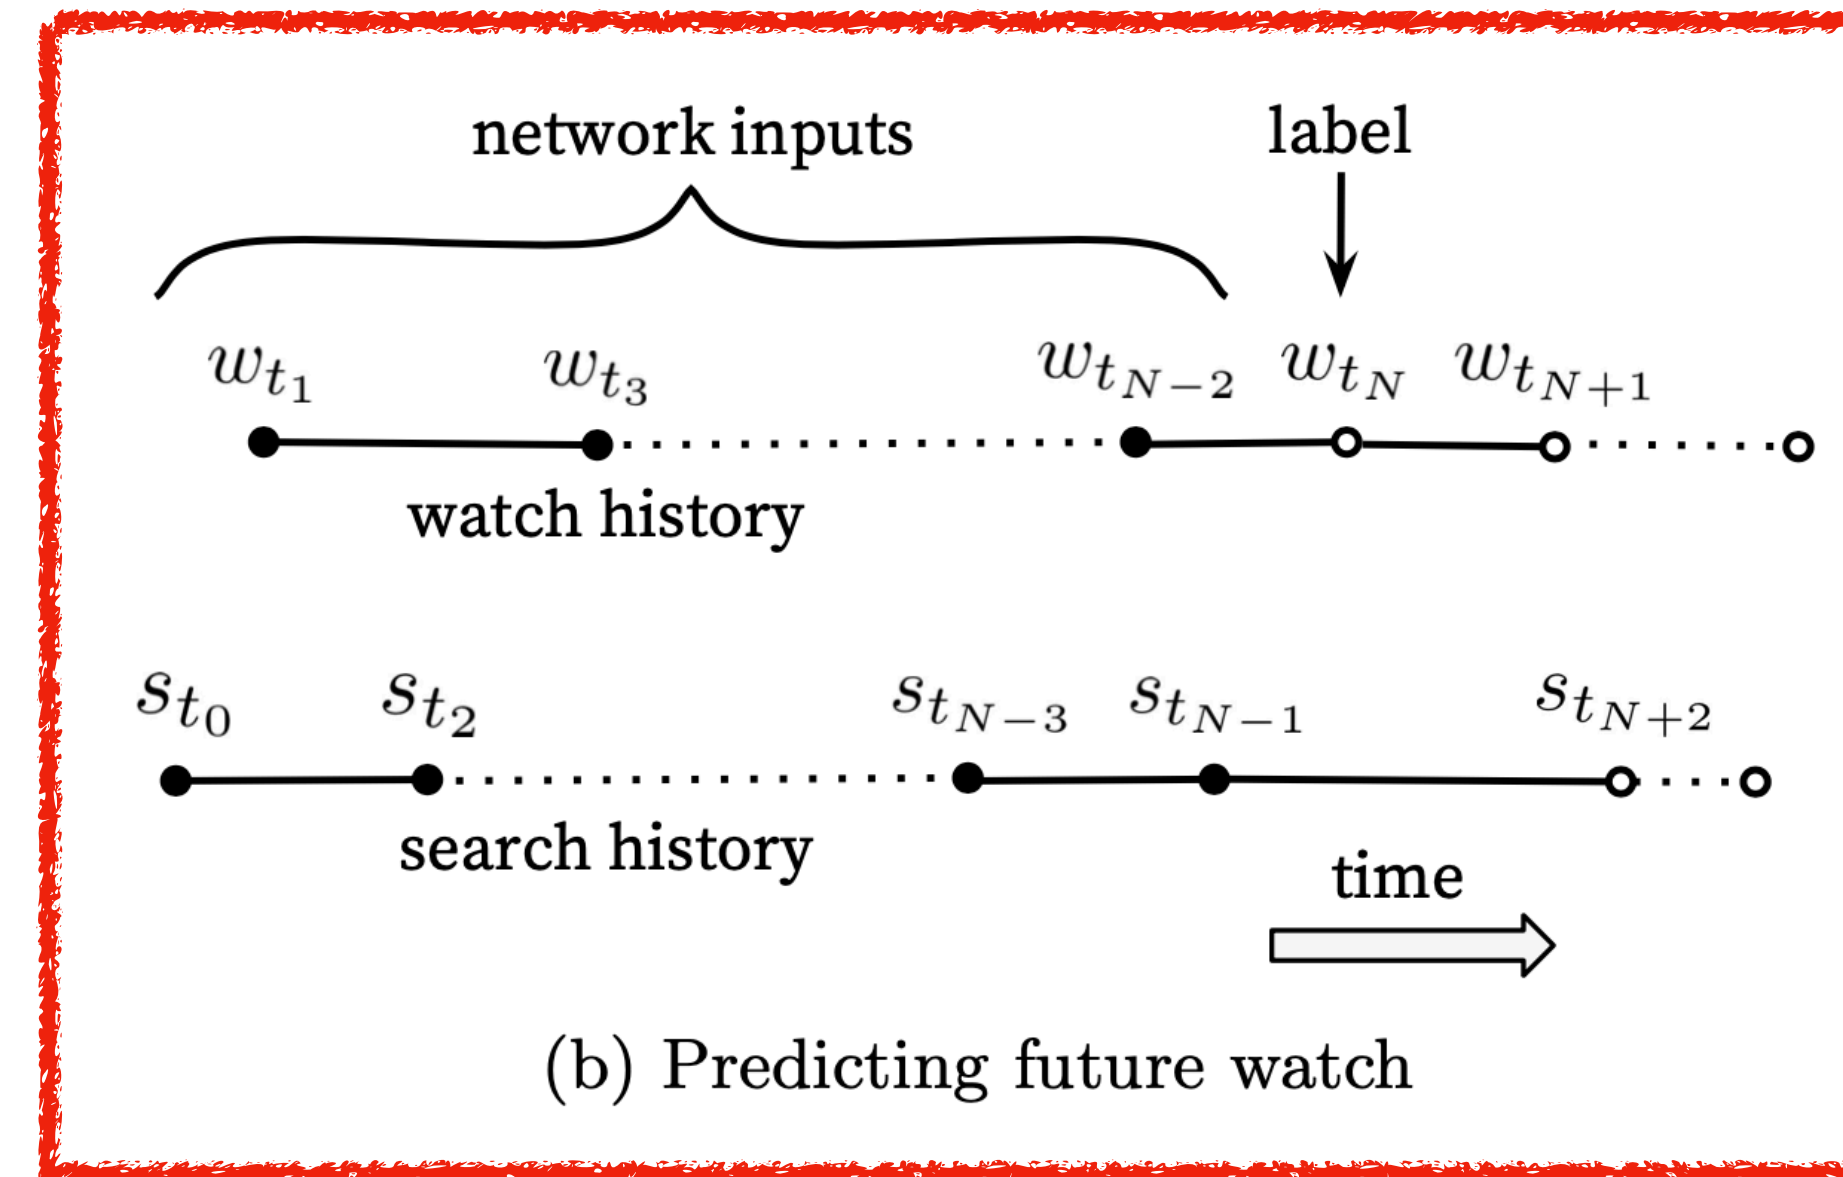 network inputs label
w_{t_1} w_{t_3} w_{t_{N-2}} w_{t_N} w_{t_{N+1}}
watch history
s_{t_0} s_{t_2} s_{t_{N-3}} s_{t_{N-1}} s_{t_{N+2}}
search history
time
(b) Predicting future watch